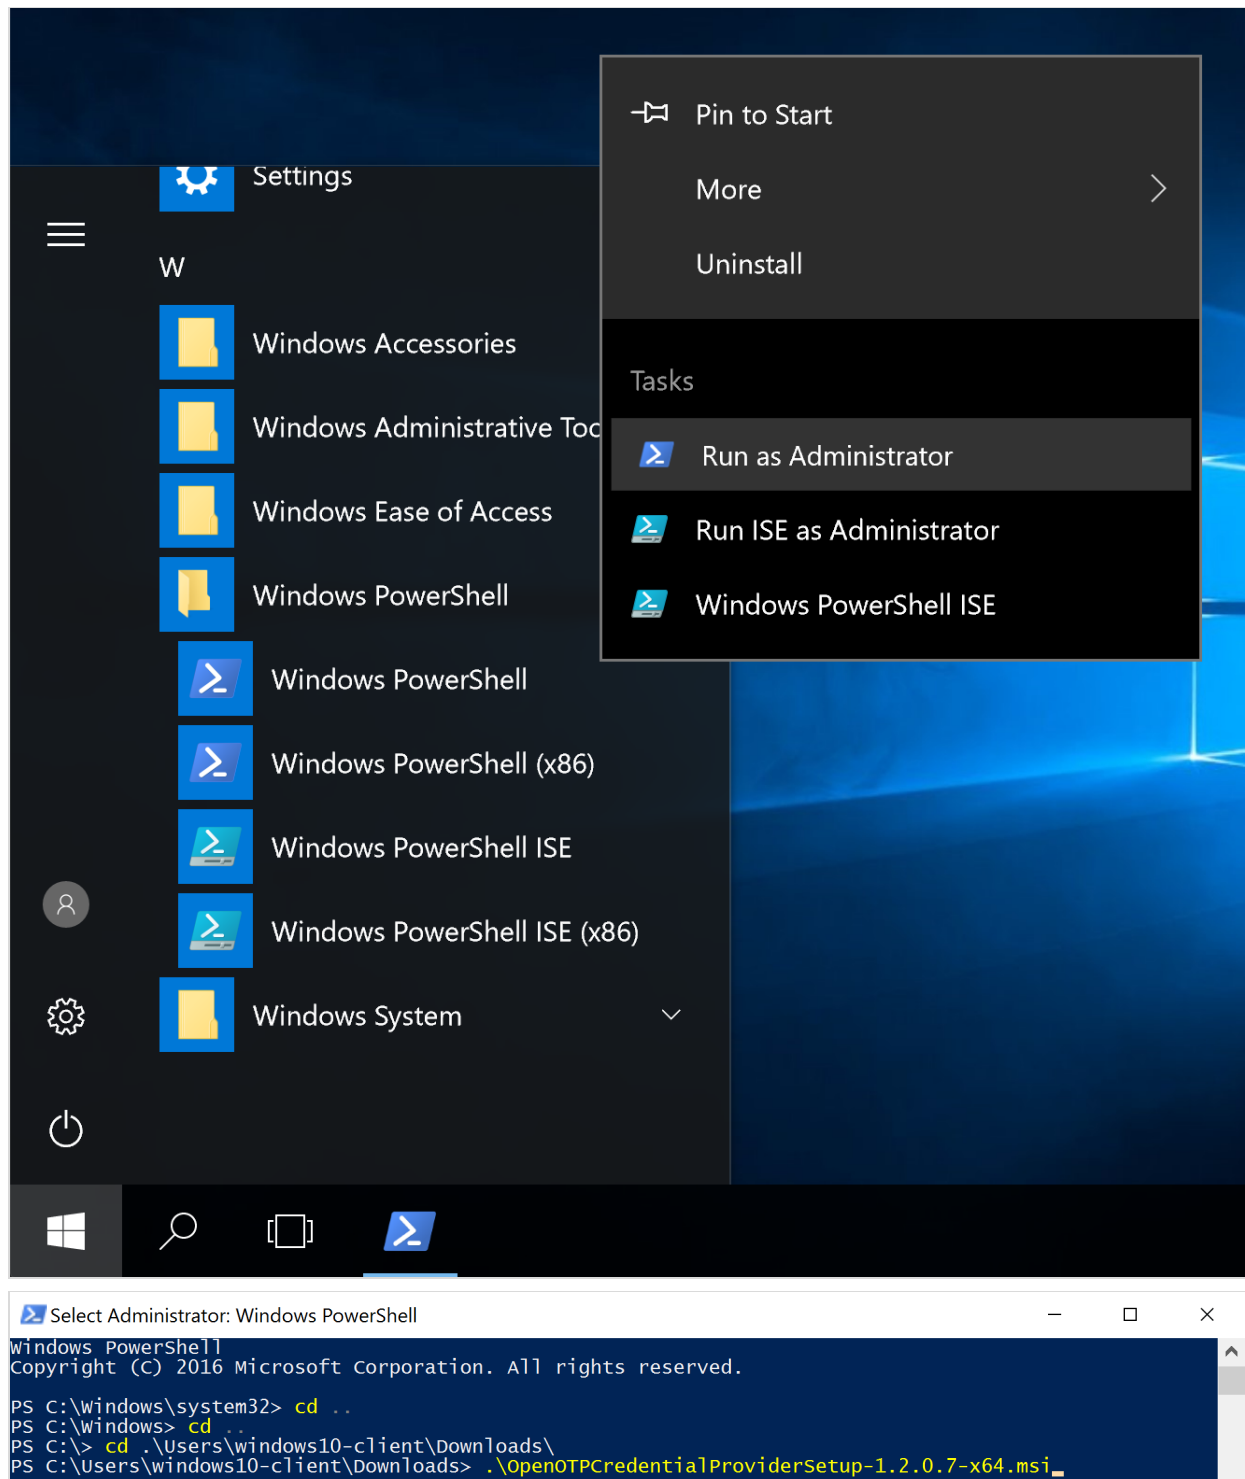 Pin to Start
More
Uninstall
Tasks
Run as Administrator
Run ISE as Administrator
Windows PowerShell ISE
Settings
W
Windows Accessories
Windows Administrative Too
Windows Ease of Access
Windows PowerShell
Windows PowerShell
Windows PowerShell (x86)
Windows PowerShell ISE
Windows PowerShell ISE (x86)
Windows System
Select Administrator: Windows PowerShell
Windows PowerShell
Copyright (C) 2016 Microsoft Corporation. All rights reserved.
PS C:\Windows\system32> cd ..
PS C:\Windows> cd ..
PS C:\> cd .\Users\windows10-client\Downloads\
PS C:\Users\windows10-client\Downloads> .\OpenOTPCredentialProviderSetup-1.2.0.7-x64.msi